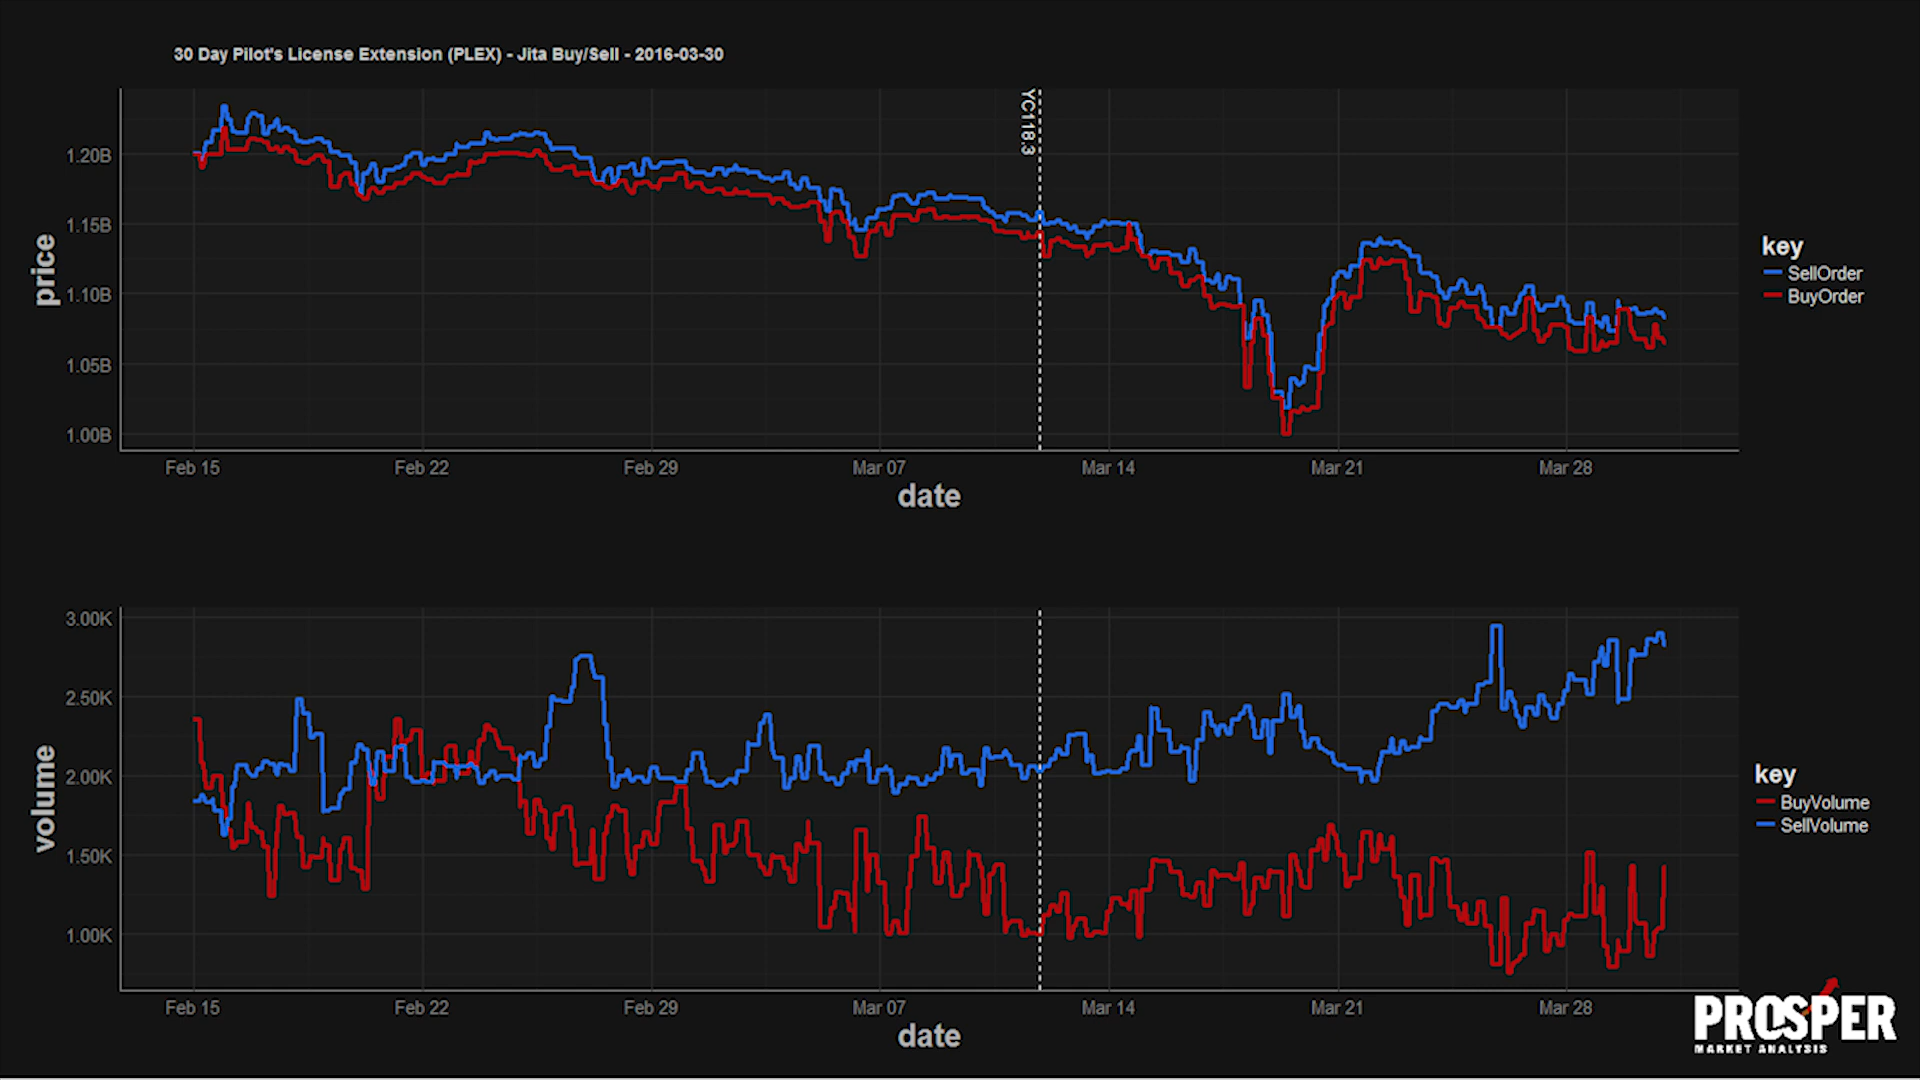 30 Day Pilot's License Extension (PLEX) - Jita Buy/Sell - 2016-03-30
YC118.3
1.20B
1.15B
1.10B
1.05B
1.00B
price
Feb 15 Feb 22 Feb 29 Mar 07 Mar 14 Mar 21 Mar 28
date
key
SellOrder
BuyOrder
3.00K
2.50K
2.00K
1.50K
1.00K
volume
Feb 15 Feb 22 Feb 29 Mar 07 Mar 14 Mar 21 Mar 28
date
key
BuyVolume
SellVolume
PROSPER
MARKET ANALYSIS